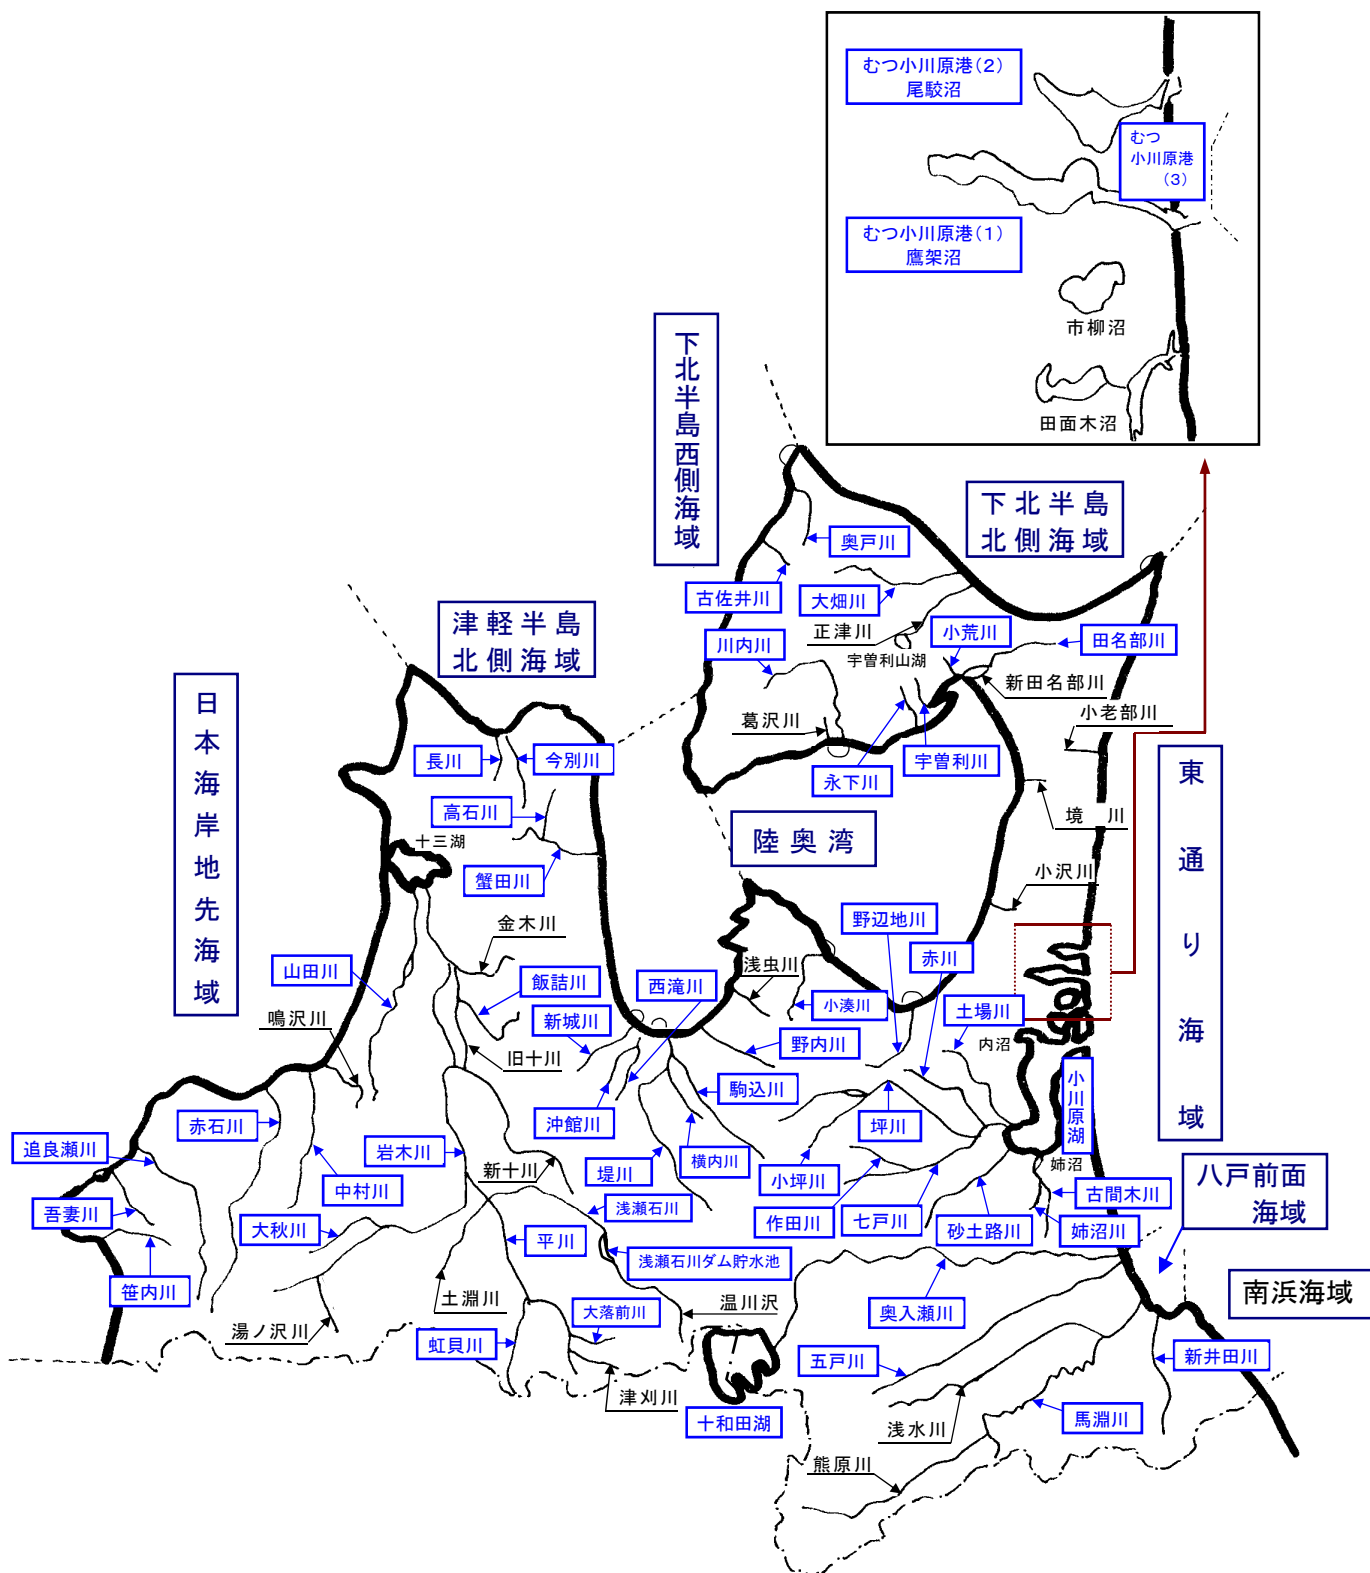 むつ小川原港(2)
尾駮沼
むつ
小川原港
(3)
むつ小川原港(1)
鷹架沼
市柳沼
田面木沼
下北半島西側海域
下北半島
北側海域
奥戸川
古佐井川
大畑川
正津川
宇曽利山湖
小荒川
田名部川
新田名部川
川内川
葛沢川
永下川
宇曽利川
小老部川
津軽半島
北側海域
日本海岸地先海域
長川
今別川
高石川
十三湖
蟹田川
陸奥湾
境川
小沢川
東通り海域
金木川
山田川
飯詰川
鳴沢川
旧十川
新城川
西滝川
浅虫川
小湊川
野辺地川
赤川
土場川
内沼
野内川
駒込川
沖館川
横内川
堤川
坪川
小坪川
作田川
七戸川
砂土路川
小川原湖
姉沼
古間木川
姉沼川
八戸前面
海域
南浜海域
追良瀬川
赤石川
吾妻川
笹内川
中村川
岩木川
新十川
大秋川
浅瀬石川
平川
浅瀬石川ダム貯水池
土淵川
湯ノ沢川
大落前川
温川沢
虹貝川
津刈川
十和田湖
奥入瀬川
五戸川
浅水川
新井田川
馬淵川
熊原川